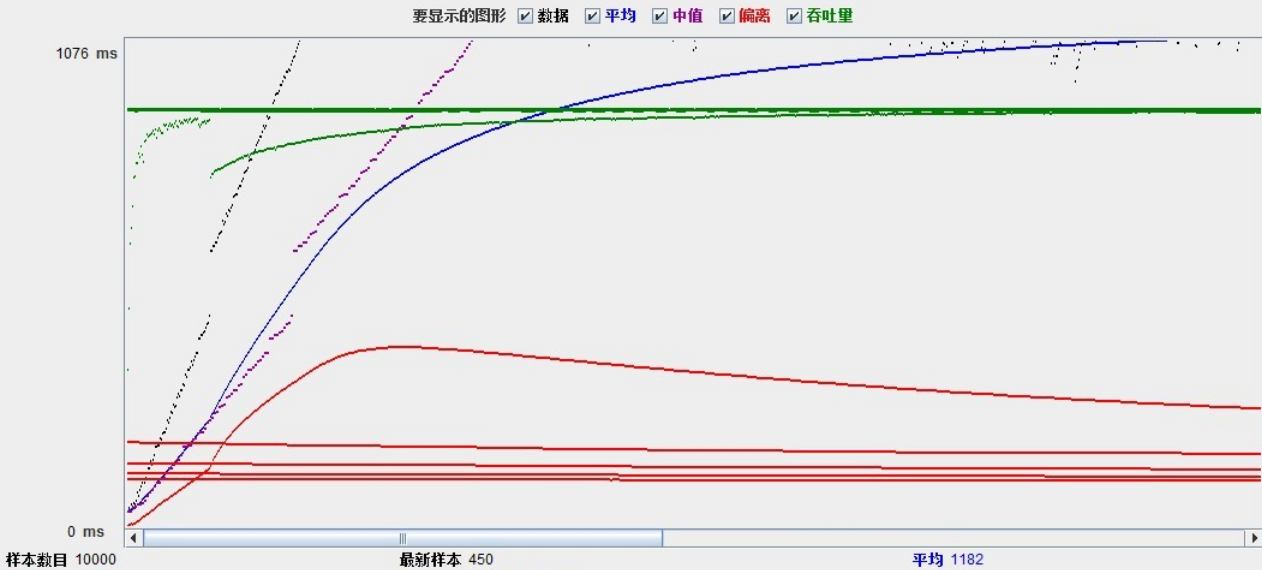 要显示的图形 数据 平均 中值 偏离 吞吐量
1076 ms
0 ms
样本数目 10000 最新样本 450 平均 1182